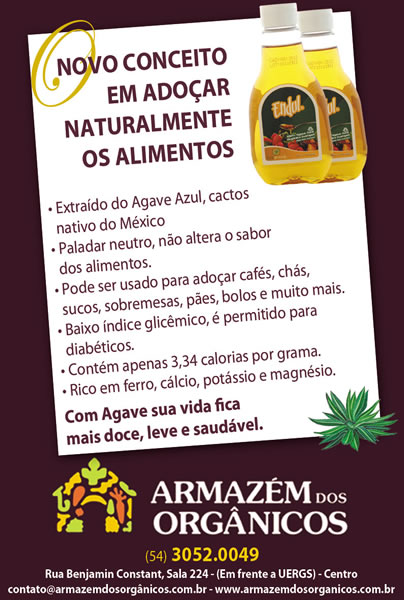 O NOVO CONCEITO
EM ADOÇAR
NATURALMENTE
OS ALIMENTOS
Endol
• Extraído do Agave Azul, cactos
nativo do México
• Paladar neutro, não altera o sabor
dos alimentos.
• Pode ser usado para adoçar cafés, chás,
sucos, sobremesas, pães, bolos e muito mais.
• Baixo índice glicêmico, é permitido para
diabéticos.
• Contém apenas 3,34 calorias por grama.
• Rico em ferro, cálcio, potássio e magnésio.
Com Agave sua vida fica
mais doce, leve e saudável.
ARMAZÉM DOS
ORGÂNICOS
(54) 3052.0049
Rua Benjamin Constant, Sala 224 - (Em frente a UERGS) - Centro
contato@armazemdosorgânicos.com.br - www.armazemdosorgânicos.com.br